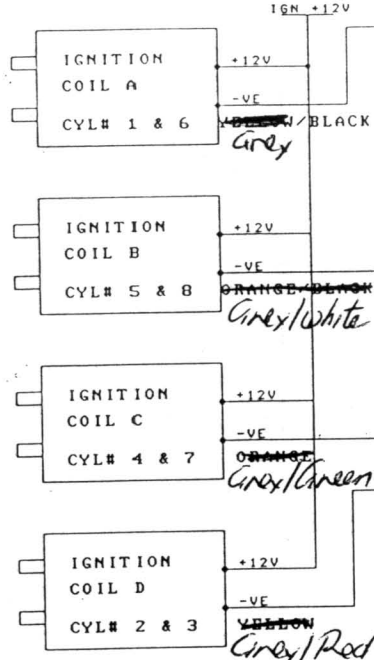 IGN +12V
IGNITION +12V
COIL A
-VE
CYL# 1 & 6 YELLOW/BLACK
Grey
IGNITION +12V
COIL B
-VE
CYL# 5 & 8 ORANGE/BLACK
Grey/White
IGNITION +12V
COIL C
-VE
CYL# 4 & 7 ORANGE
Grey/Green
IGNITION +12V
COIL D
-VE
CYL# 2 & 3 YELLOW
Grey/Red